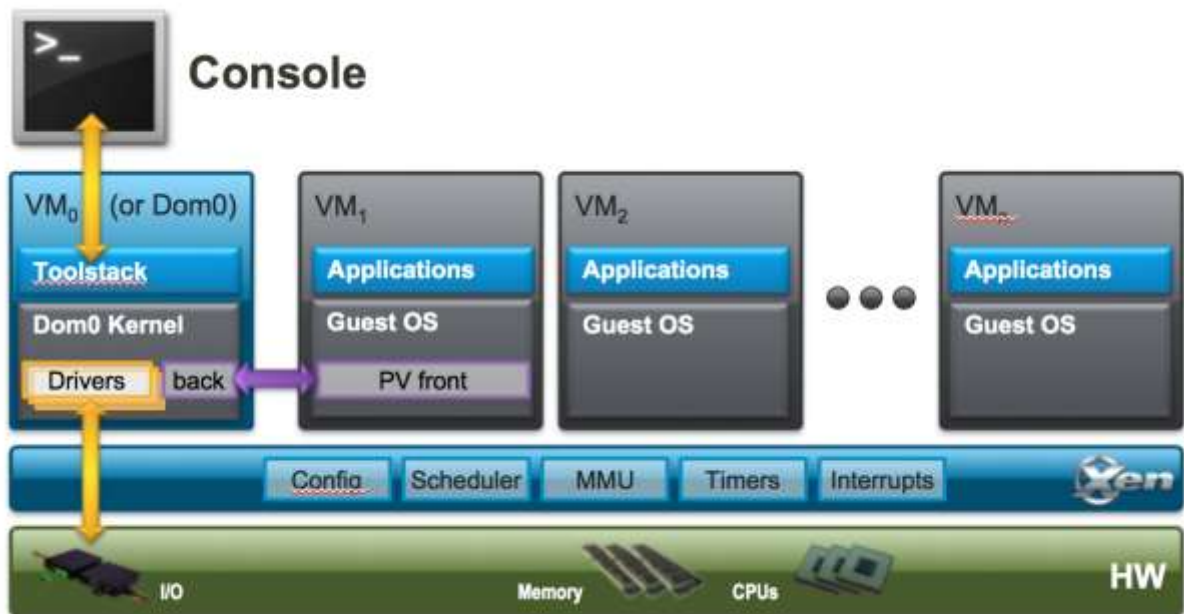 >_
Console
VM0 (or Dom0)
VM1
VM2
VMn
Toolstack
Applications
Applications
Applications
Dom0 Kernel
Guest OS
Guest OS
Guest OS
Drivers
back
PV front
Config
Scheduler
MMU
Timers
Interrupts
Xen
I/O
Memory
CPUs
HW